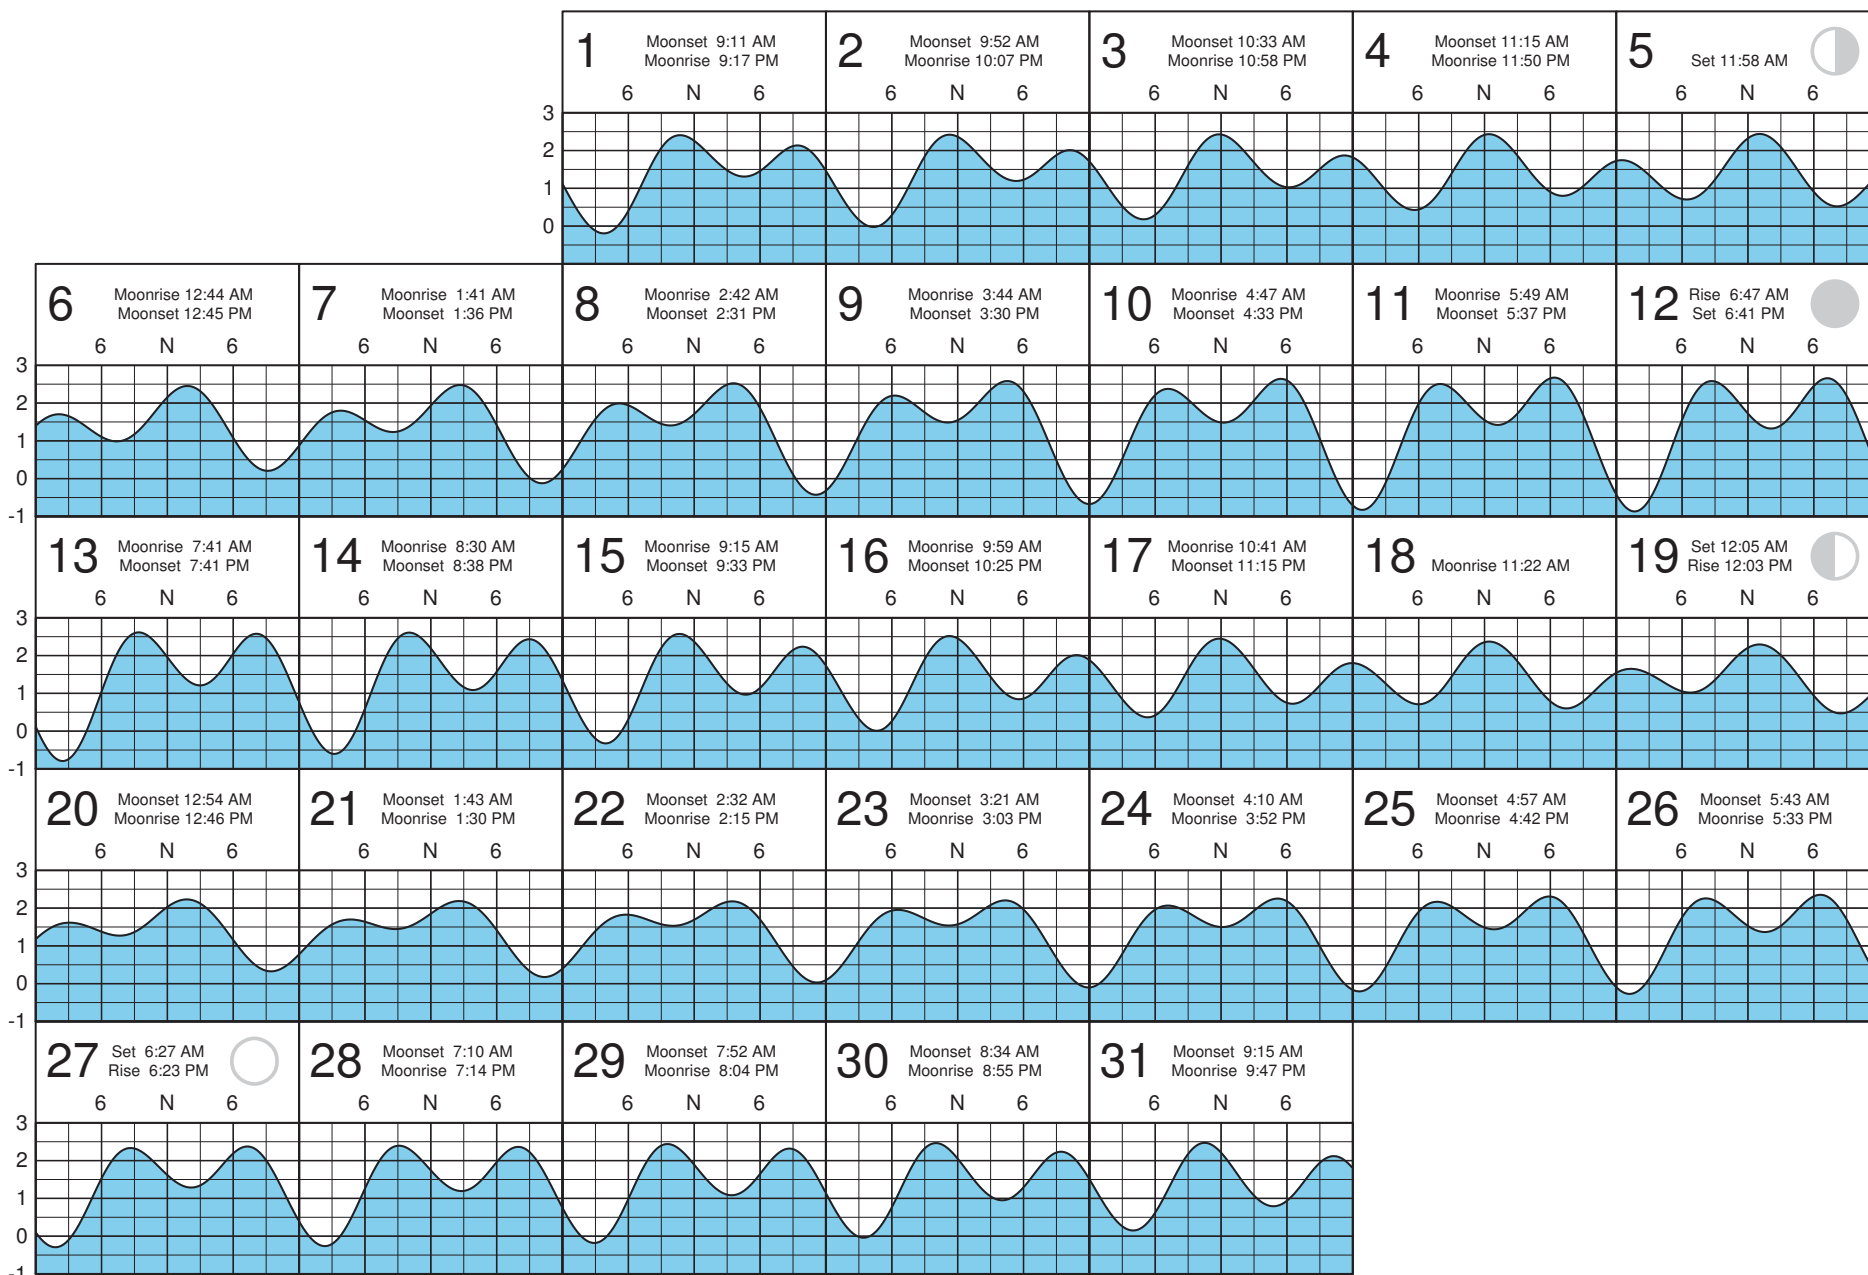 1 Moonset 9:11 AM
Moonrise 9:17 PM
2 Moonset 9:52 AM
Moonrise 10:07 PM
3 Moonset 10:33 AM
Moonrise 10:58 PM
4 Moonset 11:15 AM
Moonrise 11:50 PM
5 Set 11:58 AM
6 N 6 6 N 6 6 N 6 6 N 6 6 N 6
3
2
1
0
6 Moonrise 12:44 AM
Moonset 12:45 PM
7 Moonrise 1:41 AM
Moonset 1:36 PM
8 Moonrise 2:42 AM
Moonset 2:31 PM
9 Moonrise 3:44 AM
Moonset 3:30 PM
10 Moonrise 4:47 AM
Moonset 4:33 PM
11 Moonrise 5:49 AM
Moonset 5:37 PM
12 Rise 6:47 AM
Set 6:41 PM
6 N 6 6 N 6 6 N 6 6 N 6 6 N 6 6 N 6 6 N 6
3
2
1
0
-1
13 Moonrise 7:41 AM
Moonset 7:41 PM
14 Moonrise 8:30 AM
Moonset 8:38 PM
15 Moonrise 9:15 AM
Moonset 9:33 PM
16 Moonrise 9:59 AM
Moonset 10:25 PM
17 Moonrise 10:41 AM
Moonset 11:15 PM
18 Moonrise 11:22 AM
19 Set 12:05 AM
Rise 12:03 PM
6 N 6 6 N 6 6 N 6 6 N 6 6 N 6 6 N 6 6 N 6
3
2
1
0
-1
20 Moonset 12:54 AM
Moonrise 12:46 PM
21 Moonset 1:43 AM
Moonrise 1:30 PM
22 Moonset 2:32 AM
Moonrise 2:15 PM
23 Moonset 3:21 AM
Moonrise 3:03 PM
24 Moonset 4:10 AM
Moonrise 3:52 PM
25 Moonset 4:57 AM
Moonrise 4:42 PM
26 Moonset 5:43 AM
Moonrise 5:33 PM
6 N 6 6 N 6 6 N 6 6 N 6 6 N 6 6 N 6 6 N 6
3
2
1
0
-1
27 Set 6:27 AM
Rise 6:23 PM
28 Moonset 7:10 AM
Moonrise 7:14 PM
29 Moonset 7:52 AM
Moonrise 8:04 PM
30 Moonset 8:34 AM
Moonrise 8:55 PM
31 Moonset 9:15 AM
Moonrise 9:47 PM
6 N 6 6 N 6 6 N 6 6 N 6 6 N 6
3
2
1
0
-1